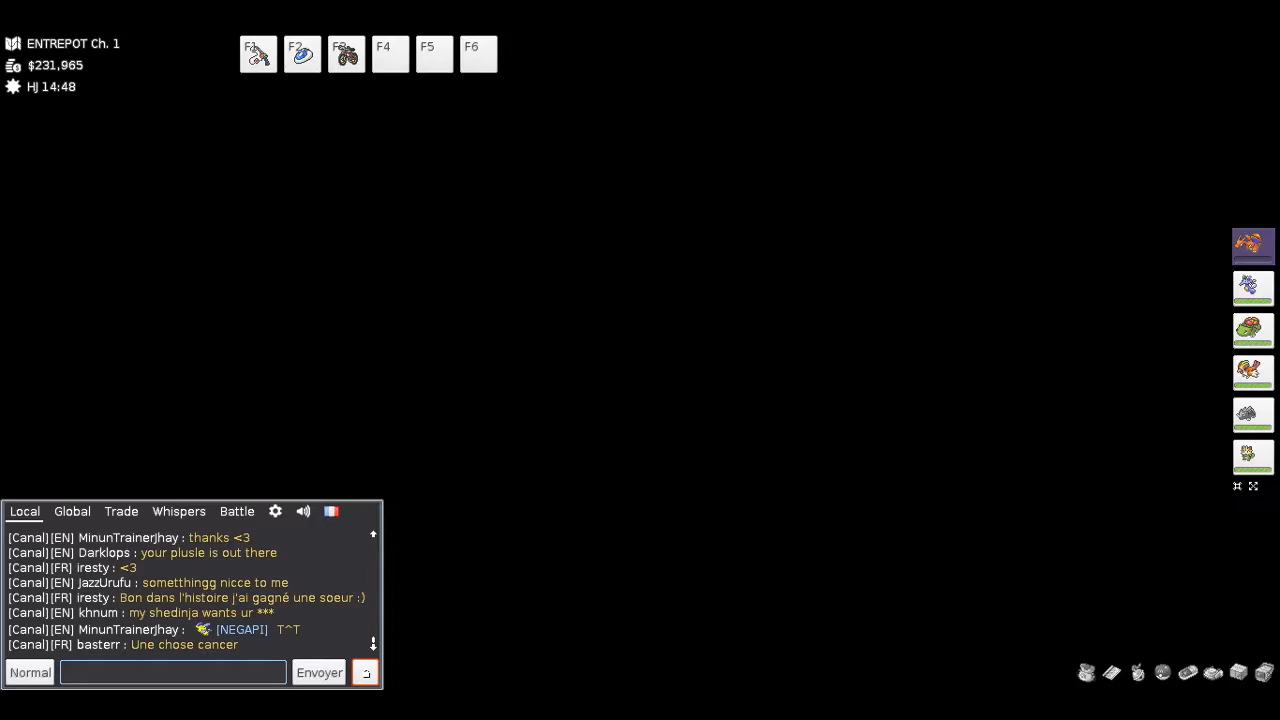 ENTREPOT Ch. 1
$231,965
HJ 14:48
F1 F2 F3 F4 F5 F6
Local Global Trade Whispers Battle
[Canal][EN] MinunTrainerJhay : thanks <3
[Canal][EN] Darklops : your plusle is out there
[Canal][FR] iresty : <3
[Canal][EN] JazzUrufu : sometthingg nicce to me
[Canal][FR] iresty : Bon dans l'histoire j'ai gagné une soeur :)
[Canal][EN] khnum : my shedinja wants ur ***
[Canal][EN] MinunTrainerJhay : [NEGAPI] T^T
[Canal][FR] basterr : Une chose cancer
Normal Envoyer